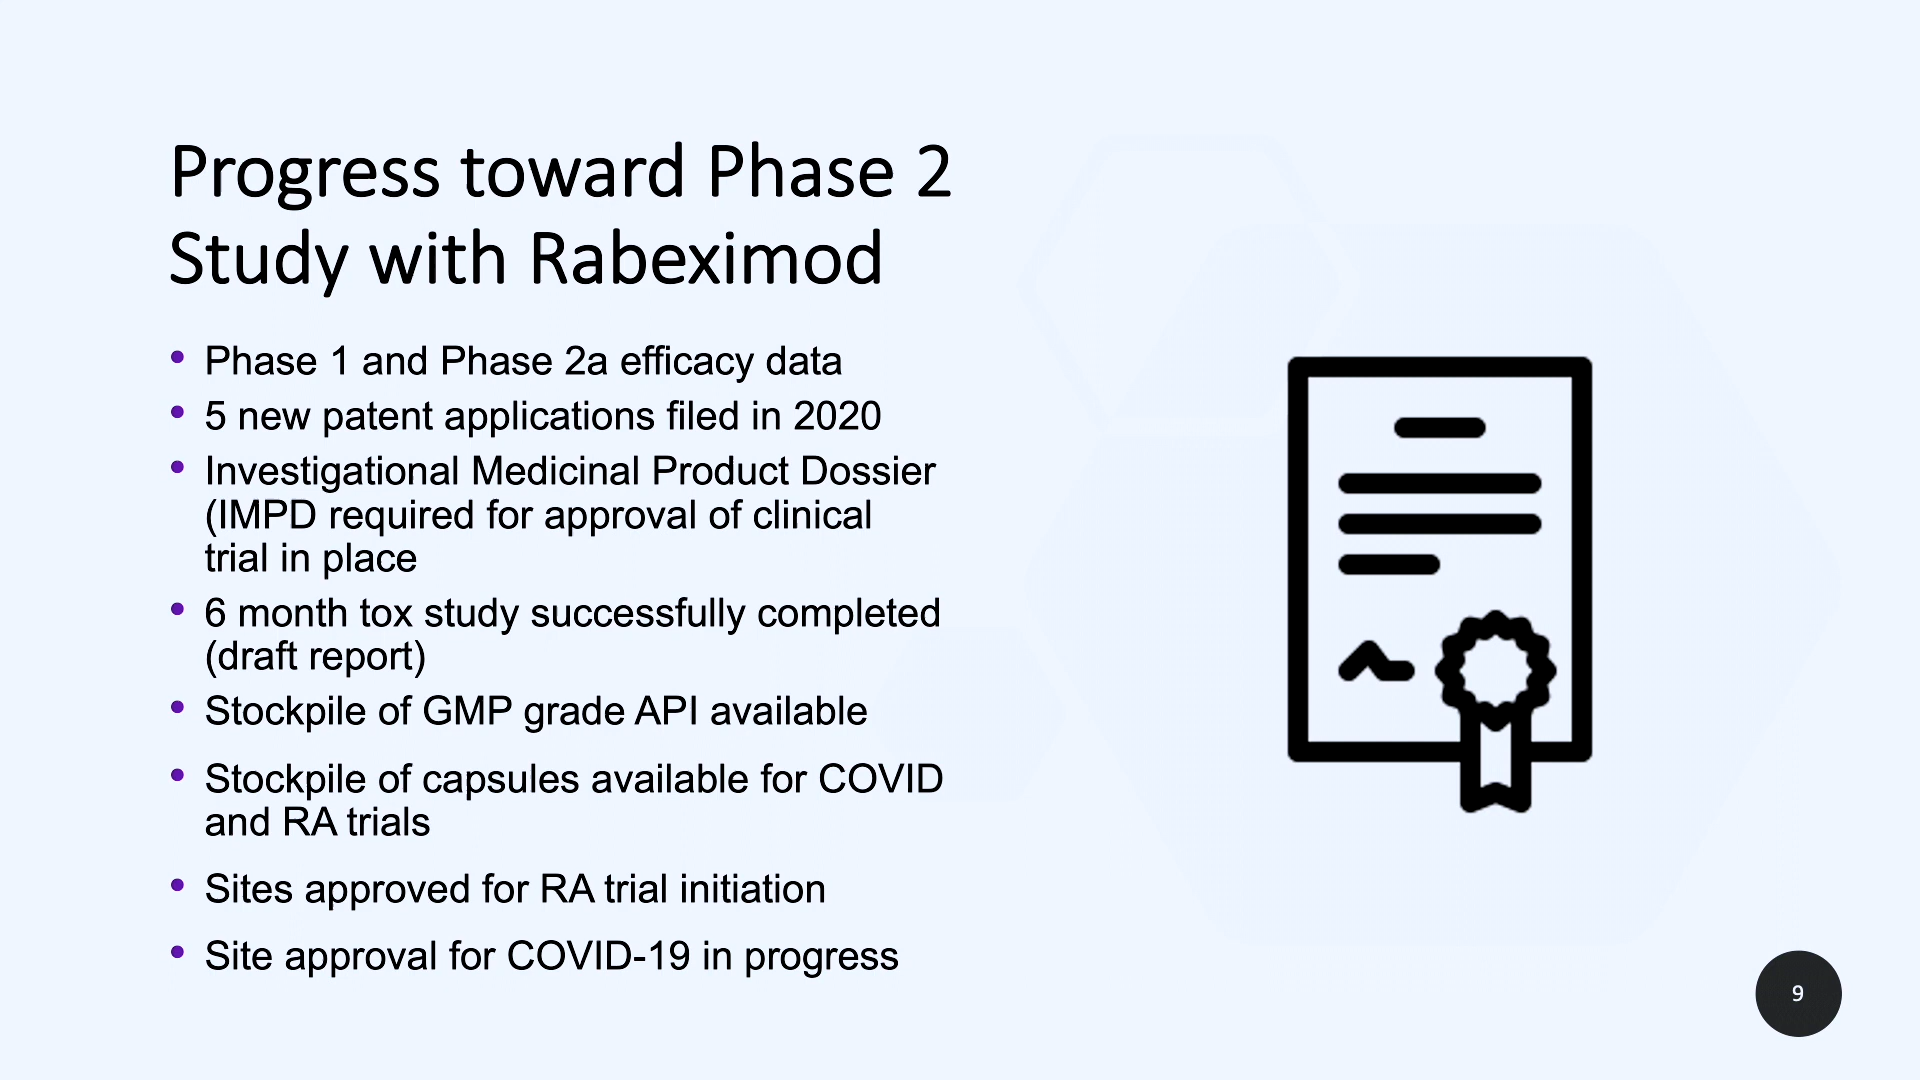 Progress toward Phase 2
Study with Rabeximod
• Phase 1 and Phase 2a efficacy data
• 5 new patent applications filed in 2020
• Investigational Medicinal Product Dossier
(IMPD required for approval of clinical
trial in place
• 6 month tox study successfully completed
(draft report)
• Stockpile of GMP grade API available
• Stockpile of capsules available for COVID
and RA trials
• Sites approved for RA trial initiation
• Site approval for COVID-19 in progress
9